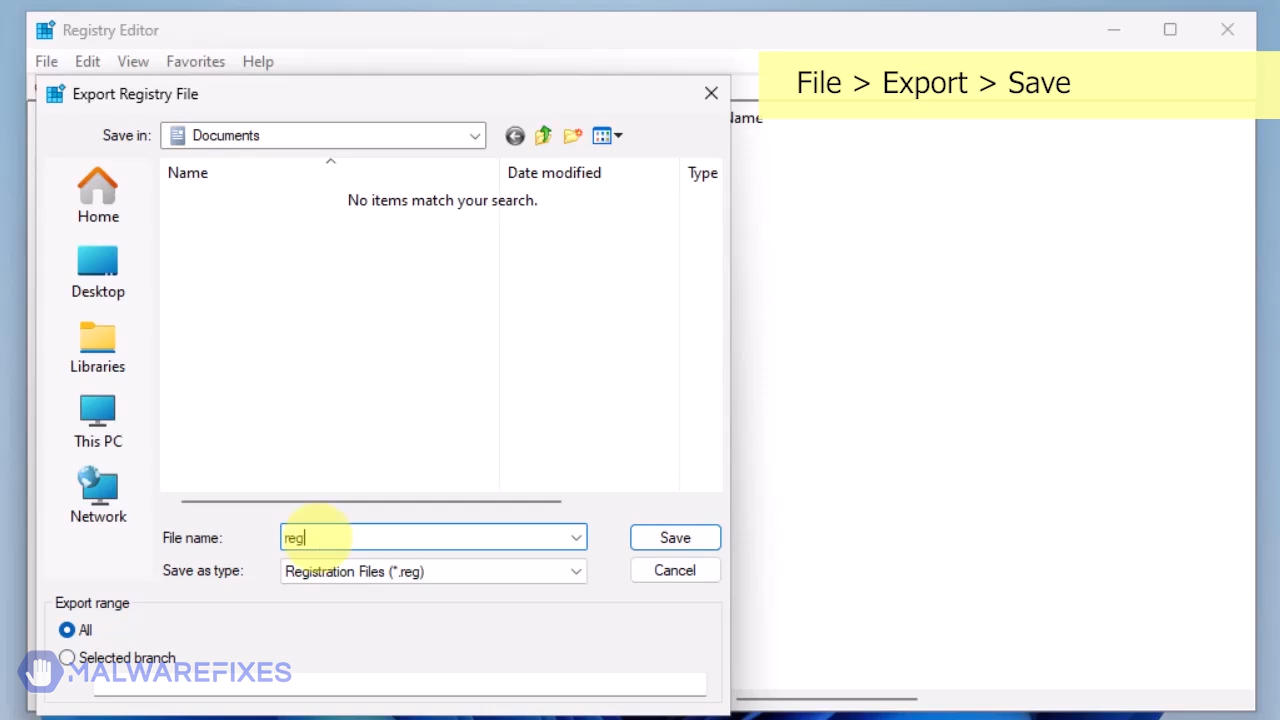 Registry Editor
File Edit View Favorites Help
File > Export > Save
Export Registry File
Save in: Documents
Name Date modified Type
No items match your search.
Home
Desktop
Libraries
This PC
Network
File name: reg
Save
Save as type: Registration Files (*.reg)
Cancel
Export range
All
Selected branch
MALWAREFIXES